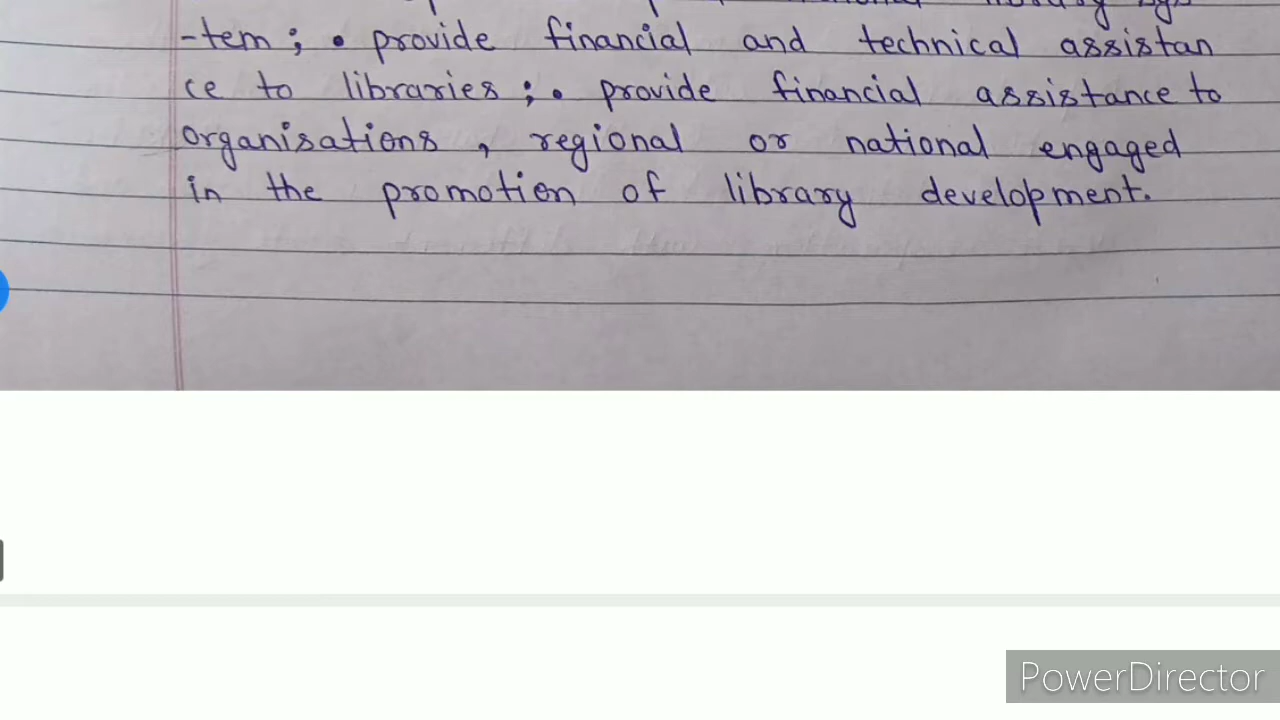 -tem ; • provide financial and technical assistan
ce to libraries ; • provide financial assistance to
organisations , regional or national engaged
in the promotion of library development.
PowerDirector